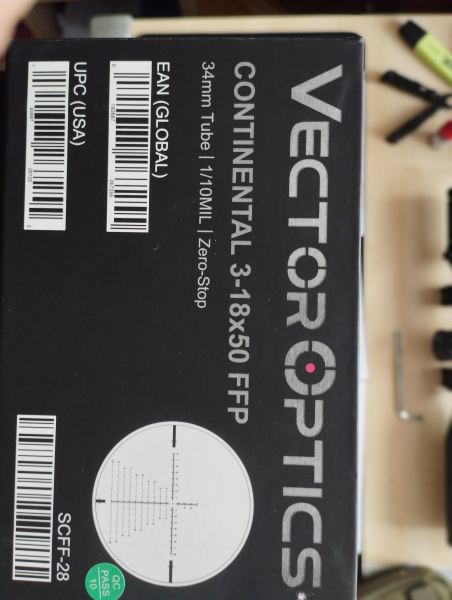 VECTOR OPTICS
CONTINENTAL 3-18x50 FFP
34mm Tube | 1/10MIL | Zero-Stop
EAN (GLOBAL)
UPC (USA)
SCFF-28
QC
PASS
10